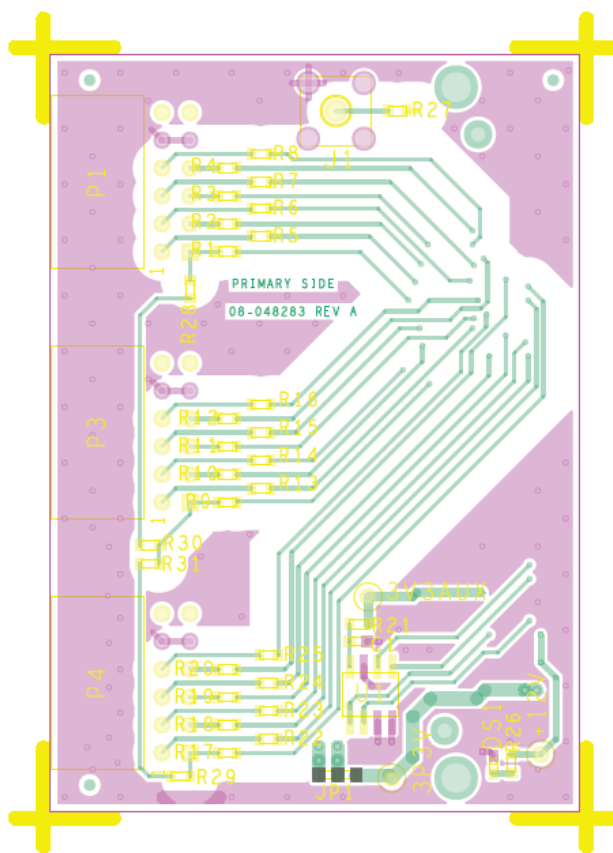 R27
J1
R8
R4
R7
P1
R3
R6
R2
R5
R1
1
PRIMARY SIDE
R28
08-048283 REV A
R16
R12
R15
P3
R11
R14
R10
R13
R9
1
R30
R31
3V3AUX
R21
C1
R25
R20
R24
P4
R19
U1
R23
R18
DS1
R26
+12V
R22
R17
3P3V
R29
JP1